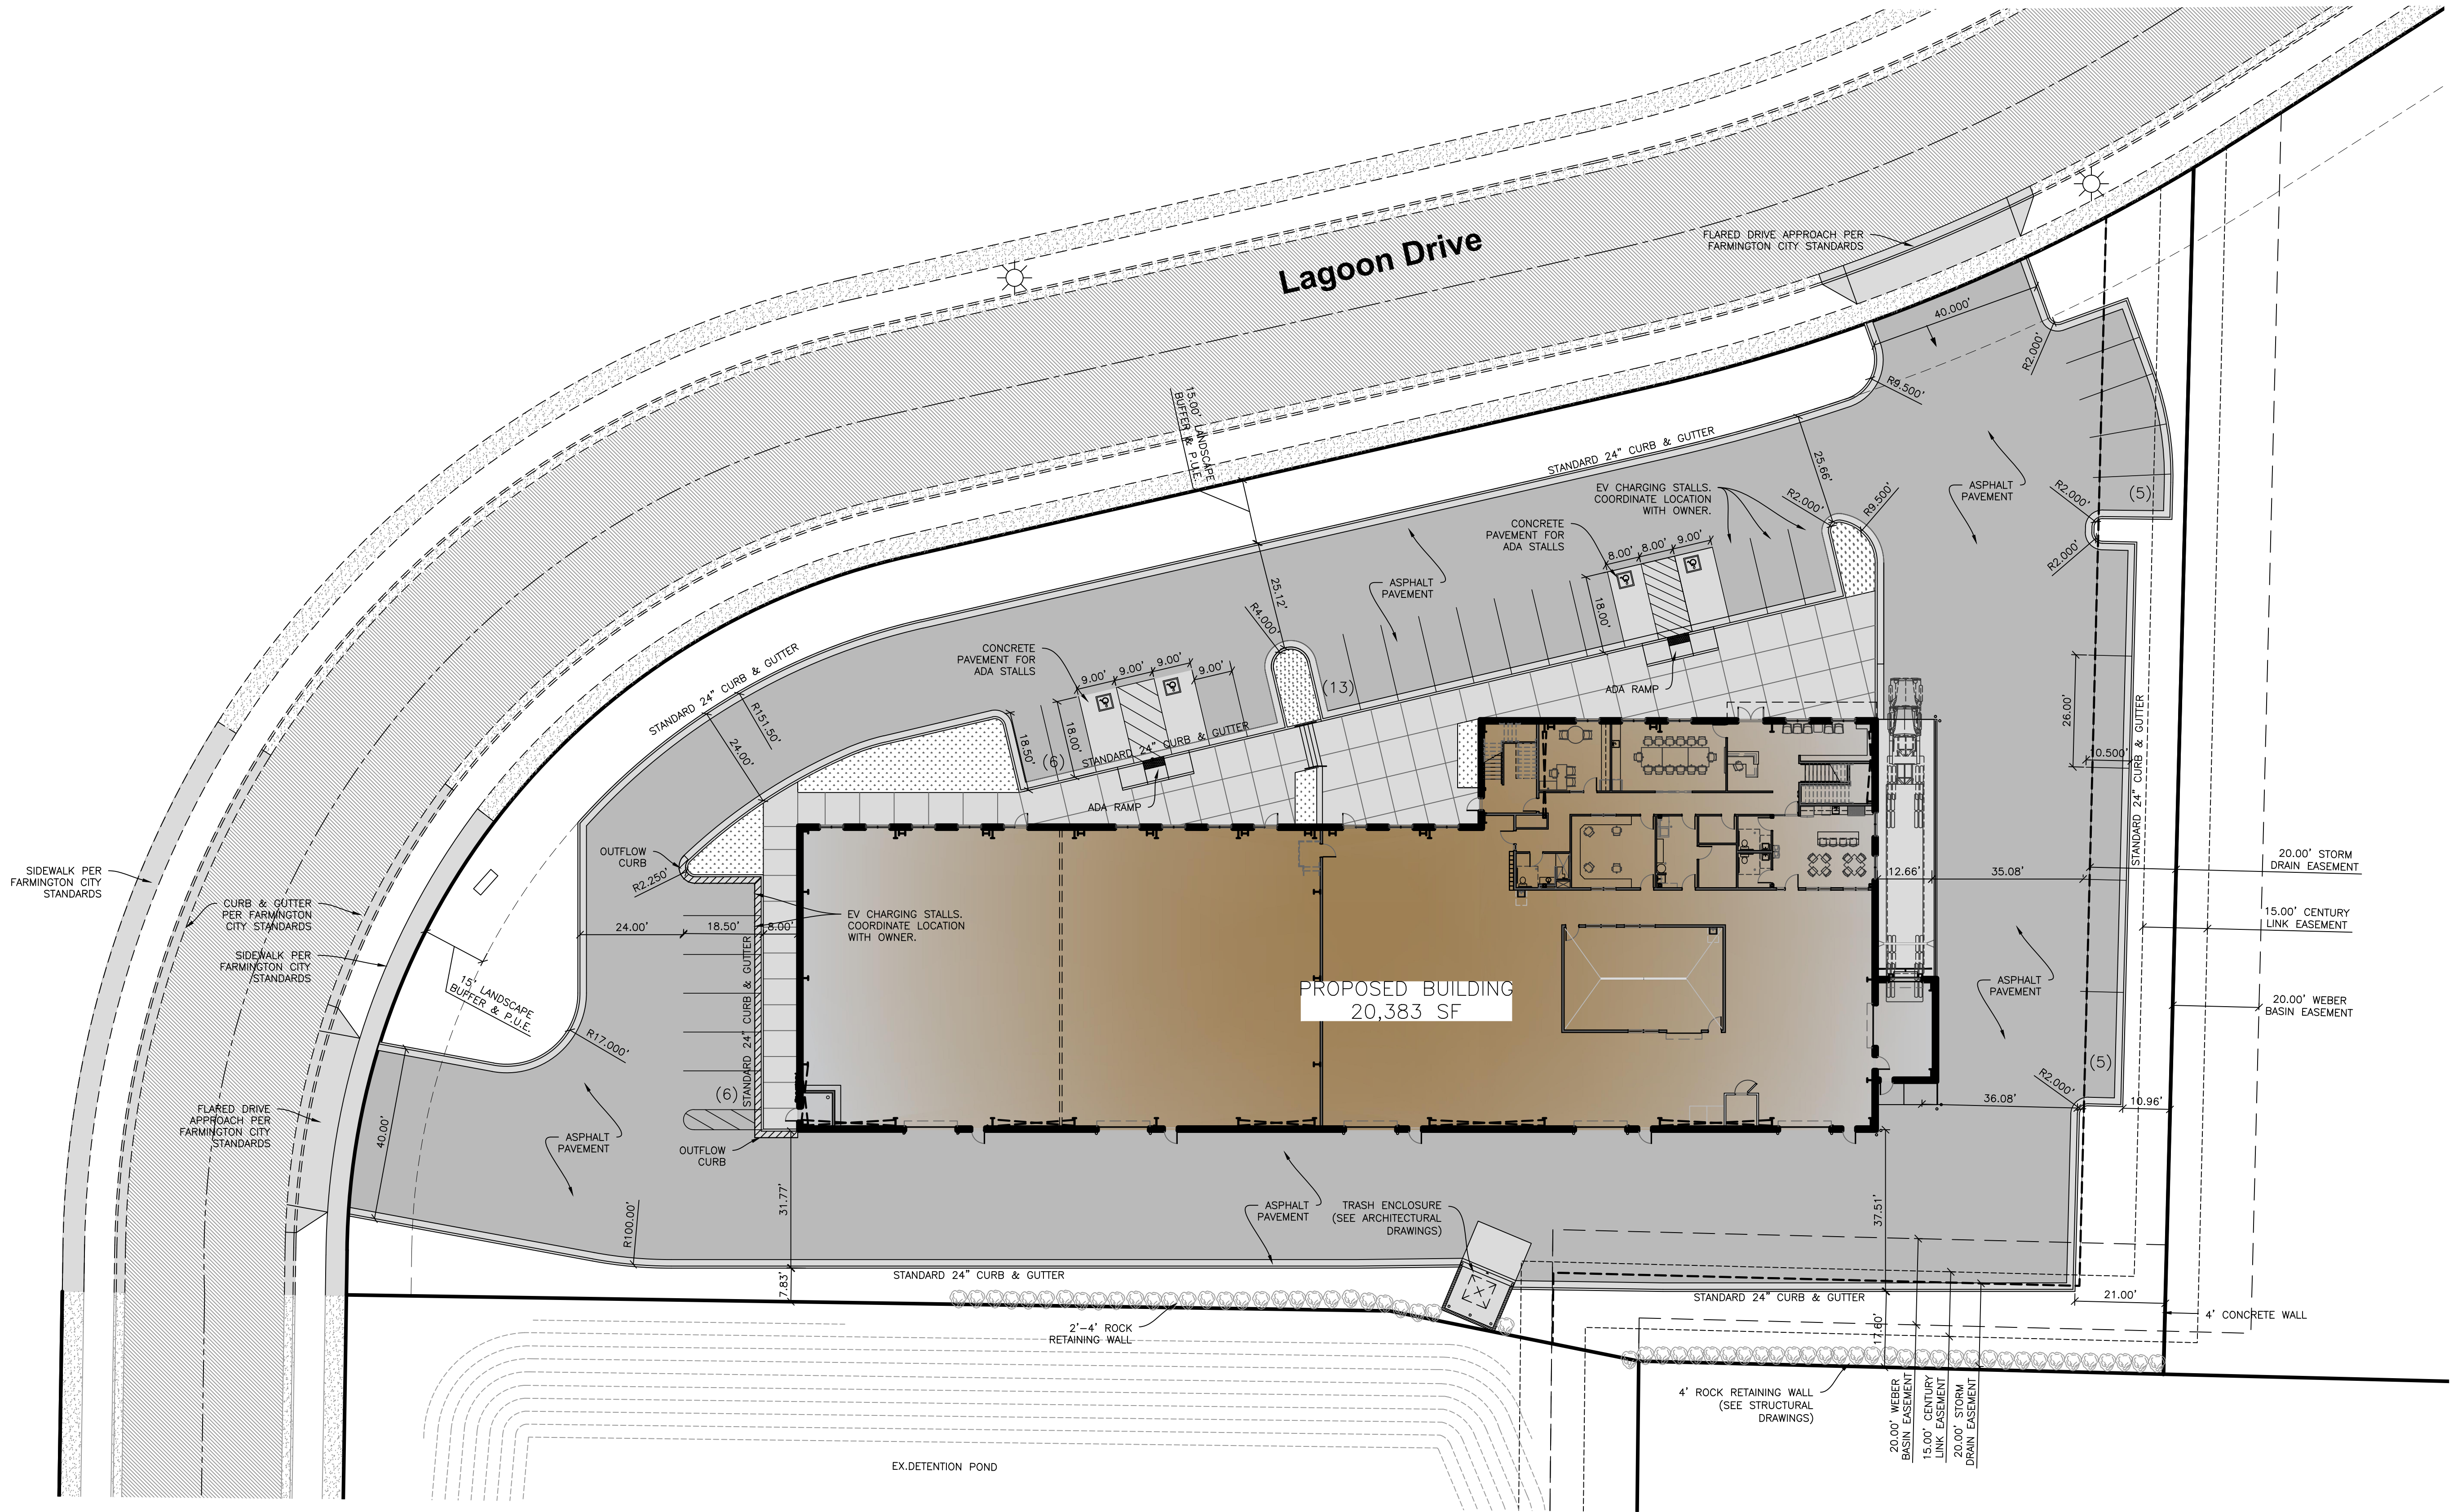 Lagoon Drive
FLARED DRIVE APPROACH PER
FARMINGTON CITY STANDARDS
40.000'
R2.000'
R9.500'
15.00' LANDSCAPE
BUFFER & P.U.E.
STANDARD 24" CURB & GUTTER
25.66'
EV CHARGING STALLS.
COORDINATE LOCATION
WITH OWNER.
R2.000'
R9.500'
ASPHALT
PAVEMENT
R2.000'
(5)
R2.000'
CONCRETE
PAVEMENT FOR
ADA STALLS
8.00'
8.00'
9.00'
18.00'
25.12'
ASPHALT
PAVEMENT
R4.000'
STANDARD 24" CURB & GUTTER
CONCRETE
PAVEMENT FOR
ADA STALLS
9.00'
9.00'
9.00'
9.00'
(13)
ADA RAMP
R151.50'
24.00'
18.50'
18.00'
(6)
STANDARD 24" CURB & GUTTER
ADA RAMP
26.00'
10.500'
STANDARD 24" CURB & GUTTER
OUTFLOW
CURB
R2.250'
SIDEWALK PER
FARMINGTON CITY
STANDARDS
CURB & GUTTER
PER FARMINGTON
CITY STANDARDS
SIDEWALK PER
FARMINGTON CITY
STANDARDS
15' LANDSCAPE
BUFFER & P.U.E.
24.00'
18.50'
8.00'
EV CHARGING STALLS.
COORDINATE LOCATION
WITH OWNER.
STANDARD 24" CURB & GUTTER
12.66'
35.08'
20.00' STORM
DRAIN EASEMENT
15.00' CENTURY
LINK EASEMENT
20.00' WEBER
BASIN EASEMENT
PROPOSED BUILDING
20,383 SF
ASPHALT
PAVEMENT
R17.000'
(6)
(5)
R2.000'
36.08'
10.96'
FLARED DRIVE
APPROACH PER
FARMINGTON CITY
STANDARDS
40.00'
ASPHALT
PAVEMENT
OUTFLOW
CURB
R100.00'
31.77'
ASPHALT
PAVEMENT
TRASH ENCLOSURE
(SEE ARCHITECTURAL
DRAWINGS)
37.51'
7.83'
STANDARD 24" CURB & GUTTER
STANDARD 24" CURB & GUTTER
21.00'
4' CONCRETE WALL
2'-4' ROCK
RETAINING WALL
17.60'
4' ROCK RETAINING WALL
(SEE STRUCTURAL
DRAWINGS)
20.00' WEBER
BASIN EASEMENT
15.00' CENTURY
LINK EASEMENT
20.00' STORM
DRAIN EASEMENT
EX.DETENTION POND